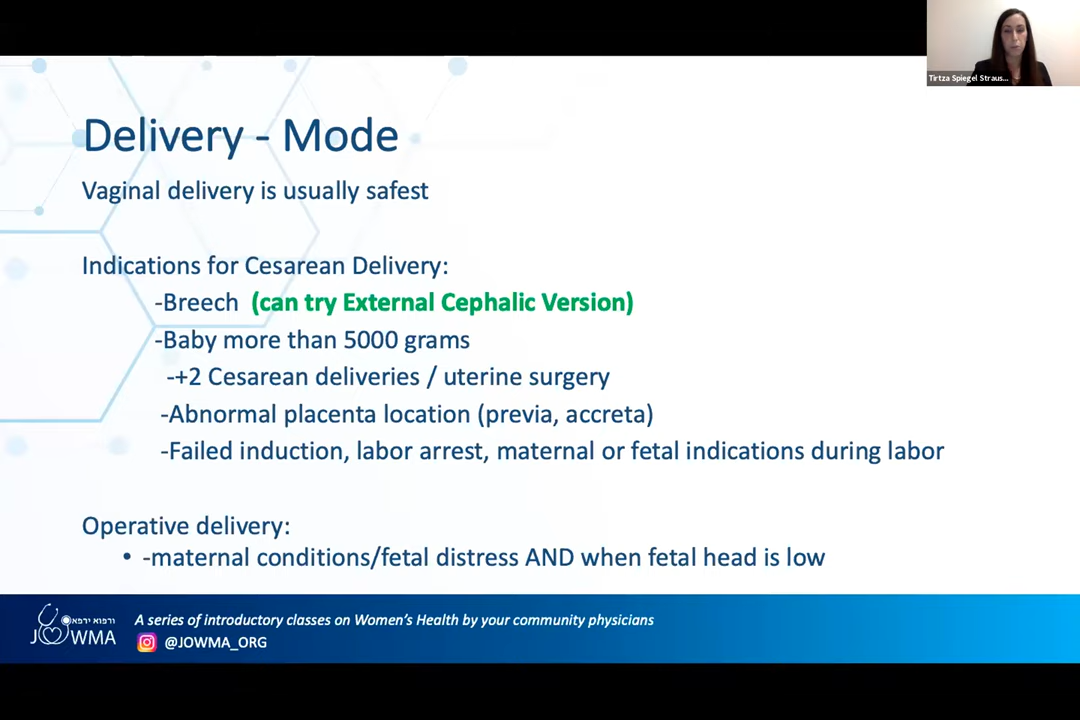 Tirtza Spiegel Straus...
Delivery - Mode
Vaginal delivery is usually safest
Indications for Cesarean Delivery:
-Breech (can try External Cephalic Version)
-Baby more than 5000 grams
-+2 Cesarean deliveries / uterine surgery
-Abnormal placenta location (previa, accreta)
-Failed induction, labor arrest, maternal or fetal indications during labor
Operative delivery:
• -maternal conditions/fetal distress AND when fetal head is low
ורפוא ירפא
JOWMA
A series of introductory classes on Women's Health by your community physicians
@JOWMA_ORG